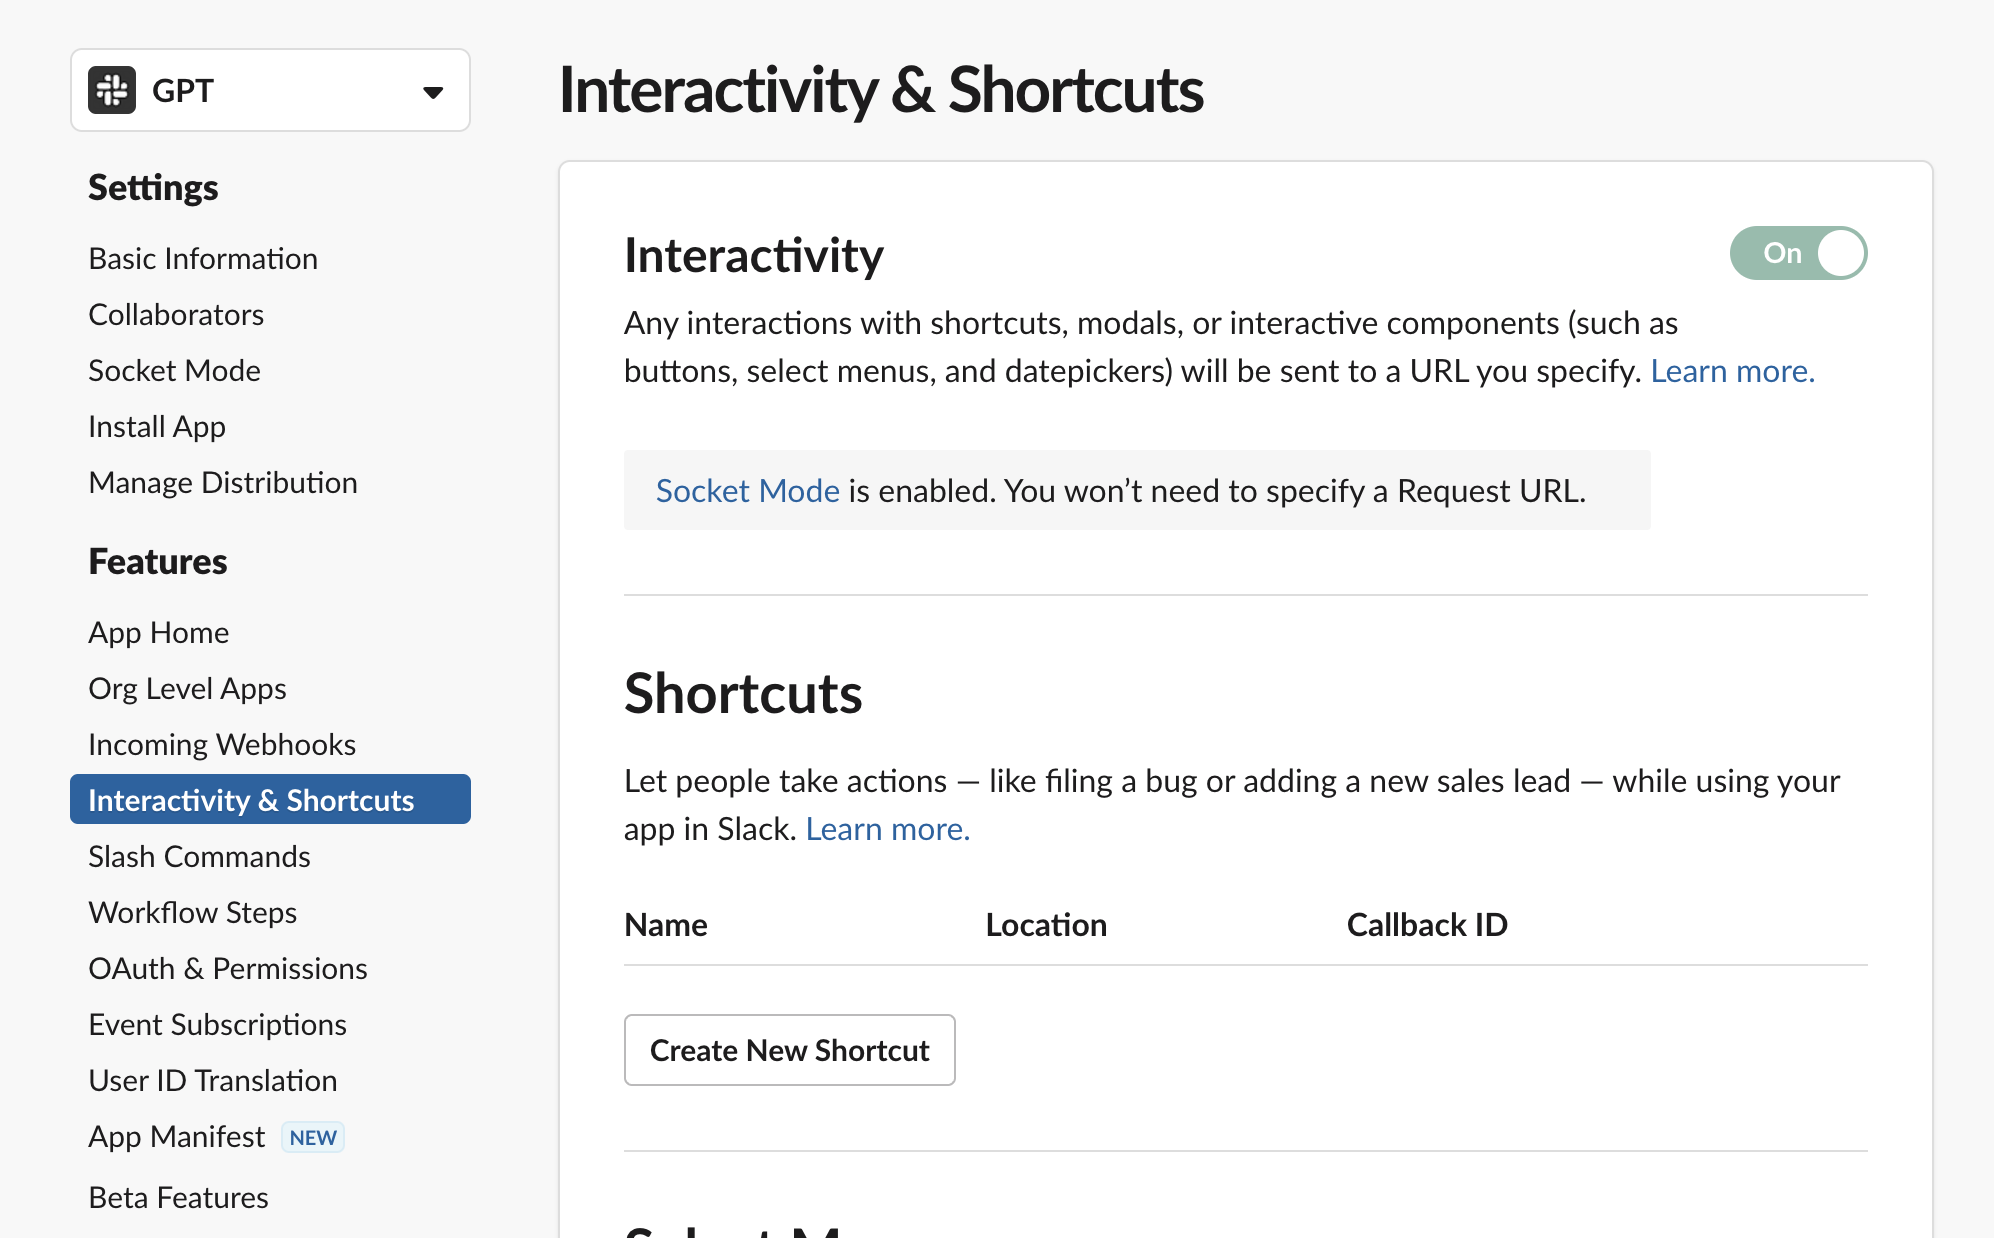 GPT
Settings
Basic Information
Collaborators
Socket Mode
Install App
Manage Distribution
Features
App Home
Org Level Apps
Incoming Webhooks
Interactivity & Shortcuts
Slash Commands
Workflow Steps
OAuth & Permissions
Event Subscriptions
User ID Translation
App Manifest NEW
Beta Features
Interactivity & Shortcuts
Interactivity
On
Any interactions with shortcuts, modals, or interactive components (such as
buttons, select menus, and datepickers) will be sent to a URL you specify. Learn more.
Socket Mode is enabled. You won’t need to specify a Request URL.
Shortcuts
Let people take actions — like filing a bug or adding a new sales lead — while using your
app in Slack. Learn more.
Name Location Callback ID
Create New Shortcut
Select